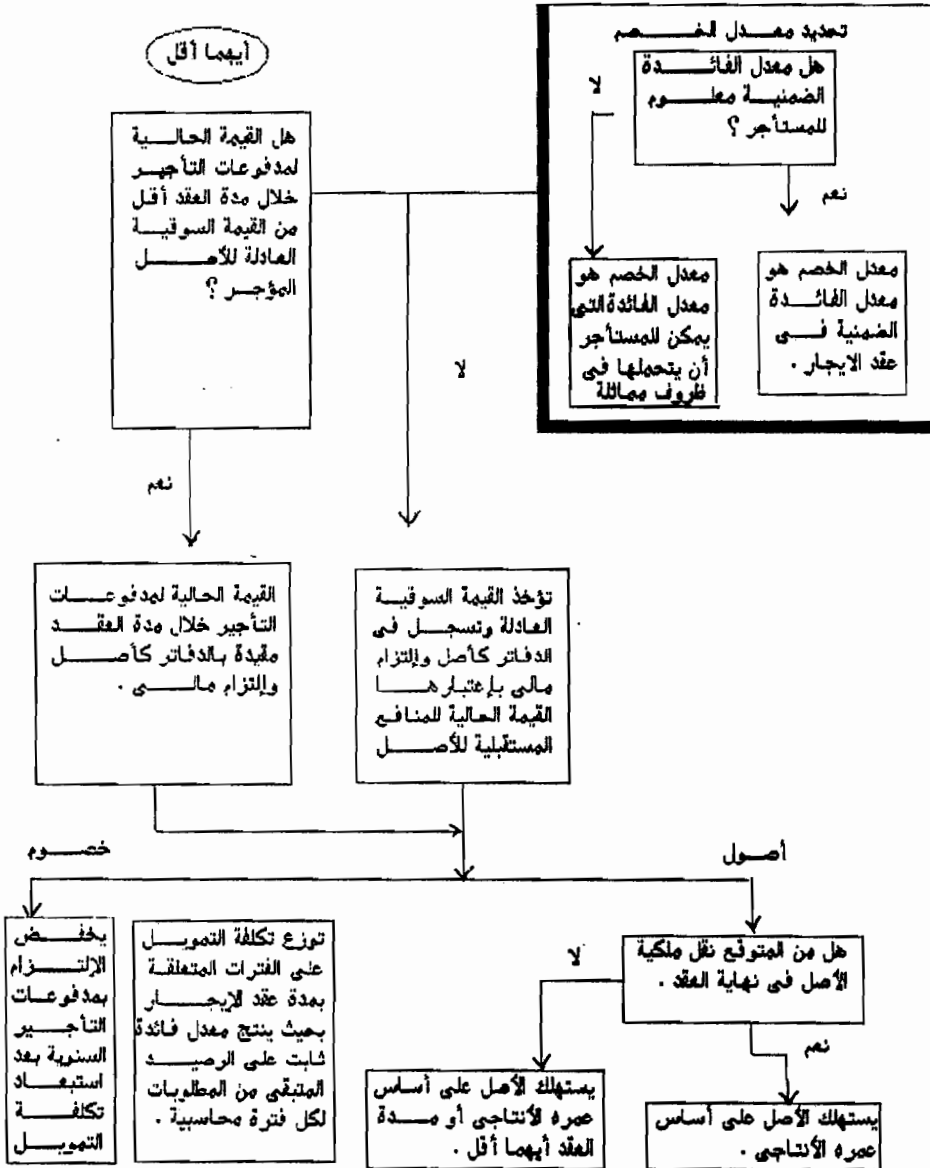 تحديد معدل الخصم
هل معدل الفائدة
الضمنية معلوم
للمستأجر ؟
لا
نعم
معدل الخصم هو
معدل الفائدة
الضمنية فى
عقد الايجار .
معدل الخصم هو
معدل الفائدة التى
يمكن للمستأجر
أن يتحملها فى
ظروف مماثلة
أيهما أقل
هل القيمة الحالية
لمدفوعات التأجير
خلال مدة العقد أقل
من القيمة السوقية
العادلة للأصل
المؤجر ؟
لا
نعم
تؤخذ القيمة السوقية
العادلة وتسجل فى
الدفاتر كأصل وإلتزام
مالى بإعتبارها
القيمة الحالية للمنافع
المستقبلية للأصل
القيمة الحالية لمدفوعات
التأجير خلال مدة العقد
مقيدة بالدفاتر كأصل
وإلتزام مالى .
أصول
خصوم
هل من المتوقع نقل ملكية
الأصل فى نهاية العقد .
لا
نعم
يستهلك الأصل على أساس
عمره الأنتاجى .
يستهلك الأصل على أساس
عمره الأنتاجى أو مدة
العقد أيهما أقل .
توزع تكلفة التمويل
على الفترات المتعلقة
بمدة عقد الإيجار
بحيث ينتج معدل فائدة
ثابت على الرصيد
المتبقى من المطلوبات
لكل فترة محاسبية .
يخفض
الإلتزام
بمدفوعات
التأجير
السنوية بعد
استبعاد
تكلفة
التمويل